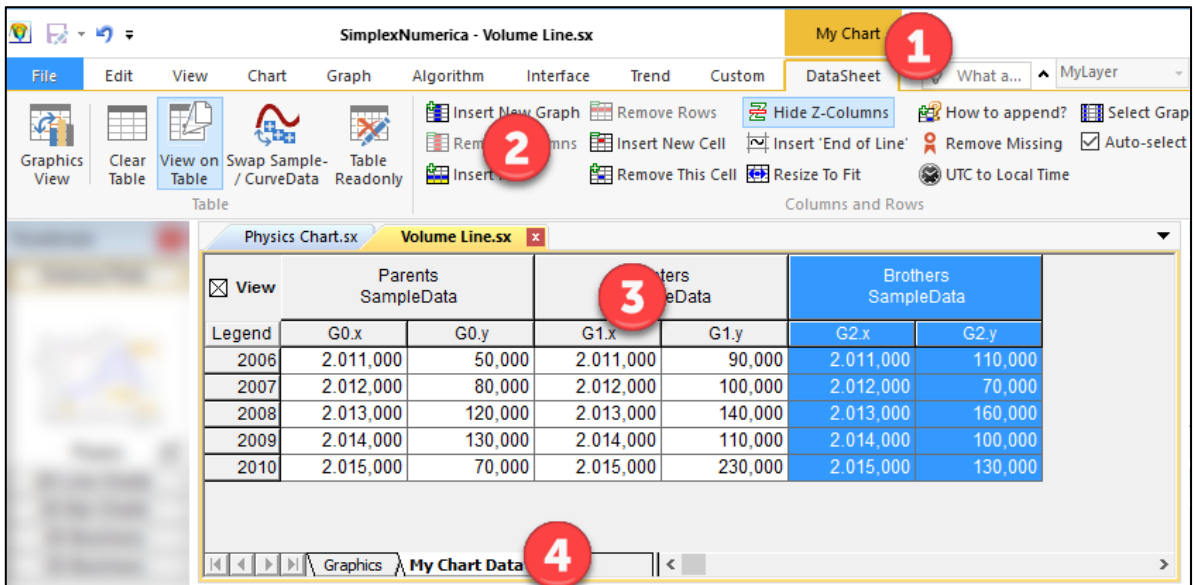 SimplexNumerica - Volume Line.sx My Chart
1
File Edit View Chart Graph Algorithm Interface Trend Custom DataSheet What a... MyLayer
Insert New Graph Remove Rows Hide Z-Columns How to append? Select Grap
2
Insert New Cell Insert 'End of Line' Remove Missing Auto-select
Insert Remove This Cell Resize To Fit UTC to Local Time
Graphics View
Clear Table
View on Table
Swap Sample- / CurveData
Table Readonly
Table Columns and Rows
Physics Chart.sx Volume Line.sx x
View Parents Brothers
SampleData 3 SampleData
Legend G0.x G0.y G1.x G1.y G2.x G2.y
2006 2.011,000 50,000 2.011,000 90,000 2.011,000 110,000
2007 2.012,000 80,000 2.012,000 100,000 2.012,000 70,000
2008 2.013,000 120,000 2.013,000 140,000 2.013,000 160,000
2009 2.014,000 130,000 2.014,000 110,000 2.014,000 100,000
2010 2.015,000 70,000 2.015,000 230,000 2.015,000 130,000
Graphics My Chart Data 4